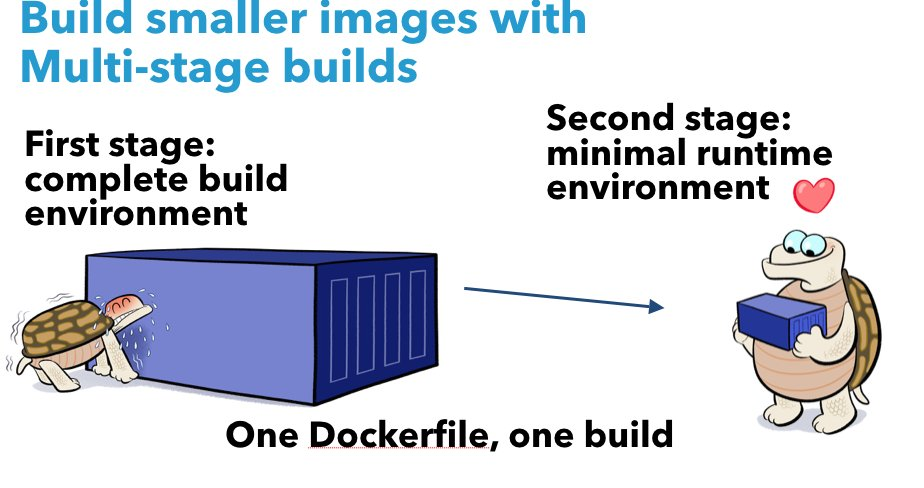 Build smaller images with
Multi-stage builds
First stage:
complete build
environment
Second stage:
minimal runtime
environment
One Dockerfile, one build